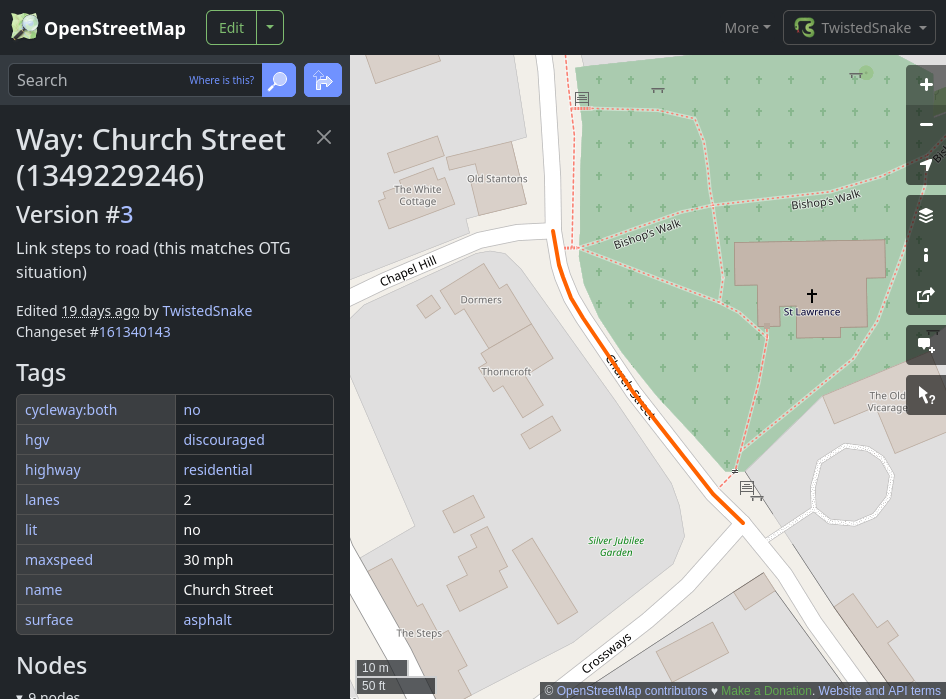 OpenStreetMap
Edit
More
TwistedSnake
Search
Where is this?
Way: Church Street
(1349229246)
Version #3
Link steps to road (this matches OTG
situation)
Edited 19 days ago by TwistedSnake
Changeset #161340143
Tags
cycleway:both no
hgv discouraged
highway residential
lanes 2
lit no
maxspeed 30 mph
name Church Street
surface asphalt
Nodes
9 nodes
Old Stantons
The White
Cottage
Bishop's Walk
Bishop's Walk
Chapel Hill
Dormers
St Lawrence
Church Street
Thorncroft
The Old
Vicarage
Silver Jubilee
Garden
The Steps
Crossways
10 m
50 ft
© OpenStreetMap contributors ♥ Make a Donation. Website and API terms